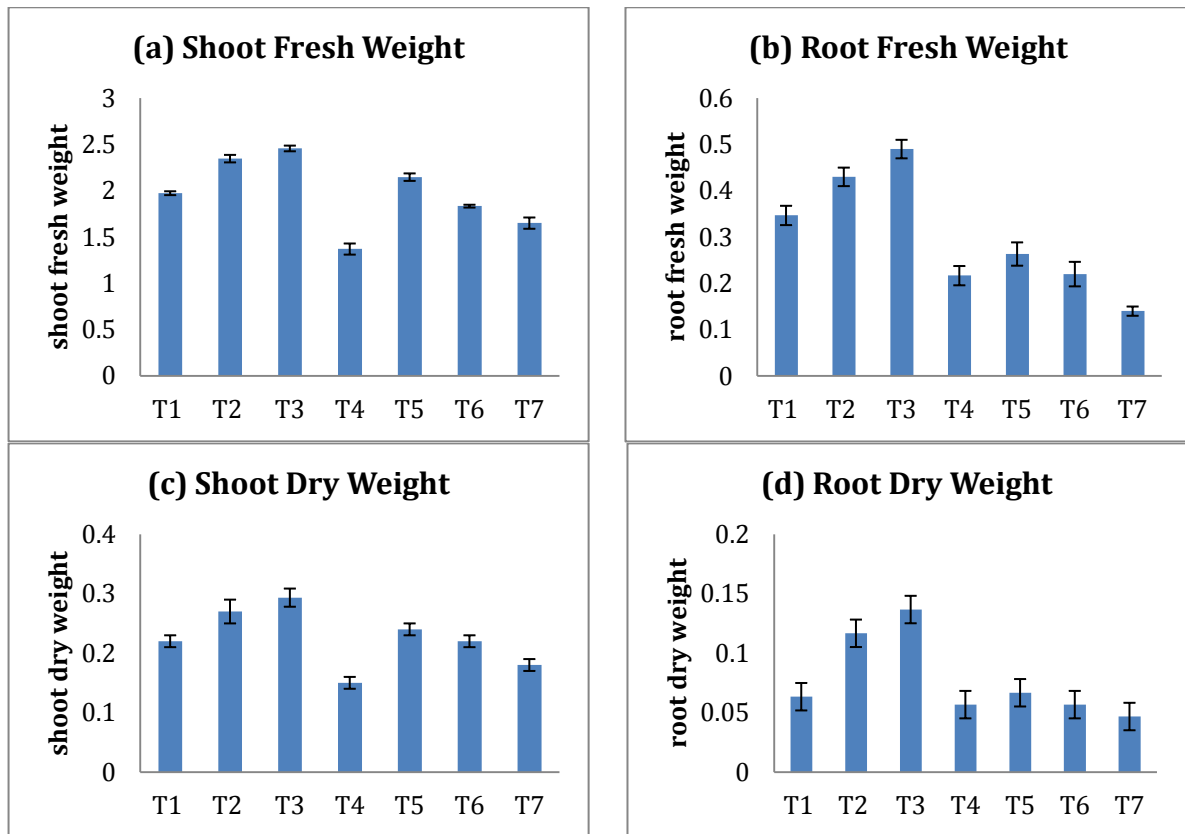 (a) Shoot Fresh Weight
shoot fresh weight
3
2.5
2
1.5
1
0.5
0
T1 T2 T3 T4 T5 T6 T7
(b) Root Fresh Weight
root fresh weight
0.6
0.5
0.4
0.3
0.2
0.1
0
T1 T2 T3 T4 T5 T6 T7
(c) Shoot Dry Weight
shoot dry weight
0.4
0.3
0.2
0.1
0
T1 T2 T3 T4 T5 T6 T7
(d) Root Dry Weight
root dry weight
0.2
0.15
0.1
0.05
0
T1 T2 T3 T4 T5 T6 T7